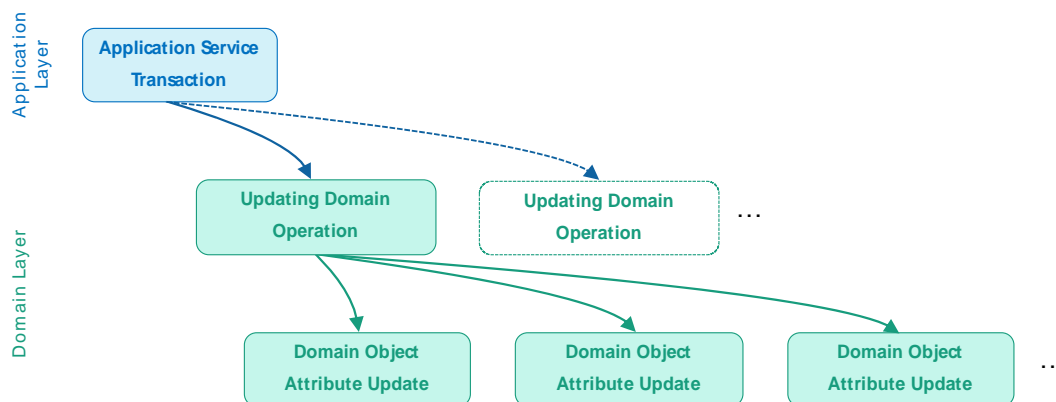 Application
Layer
Application Service
Transaction
Domain Layer
Updating Domain
Operation
Updating Domain
Operation
...
Domain Object
Attribute Update
Domain Object
Attribute Update
Domain Object
Attribute Update
..